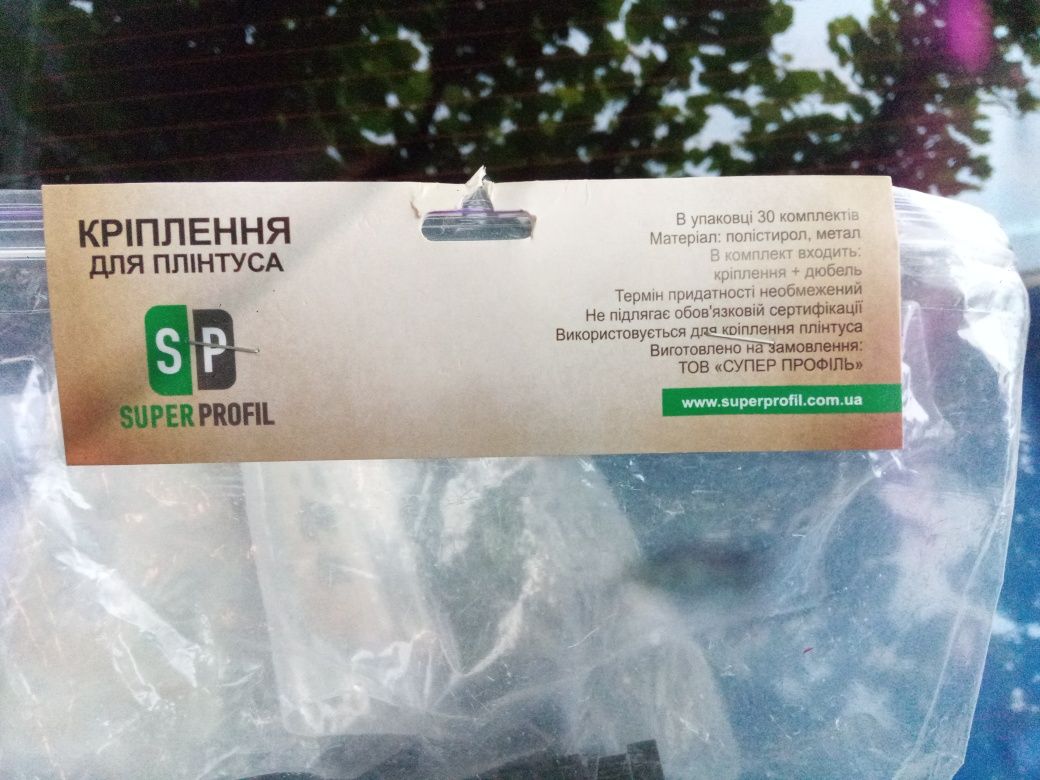 КРІПЛЕННЯ
ДЛЯ ПЛІНТУСА
SP
SUPER PROFIL
В упаковці 30 комплектів
Матеріал: полістирол, метал
В комплект входить:
кріплення + дюбель
Термін придатності необмежений
Не підлягає обов'язковій сертифікації
Використовується для кріплення плінтуса
Виготовлено на замовлення:
ТОВ «СУПЕР ПРОФІЛЬ»
www.superprofil.com.ua